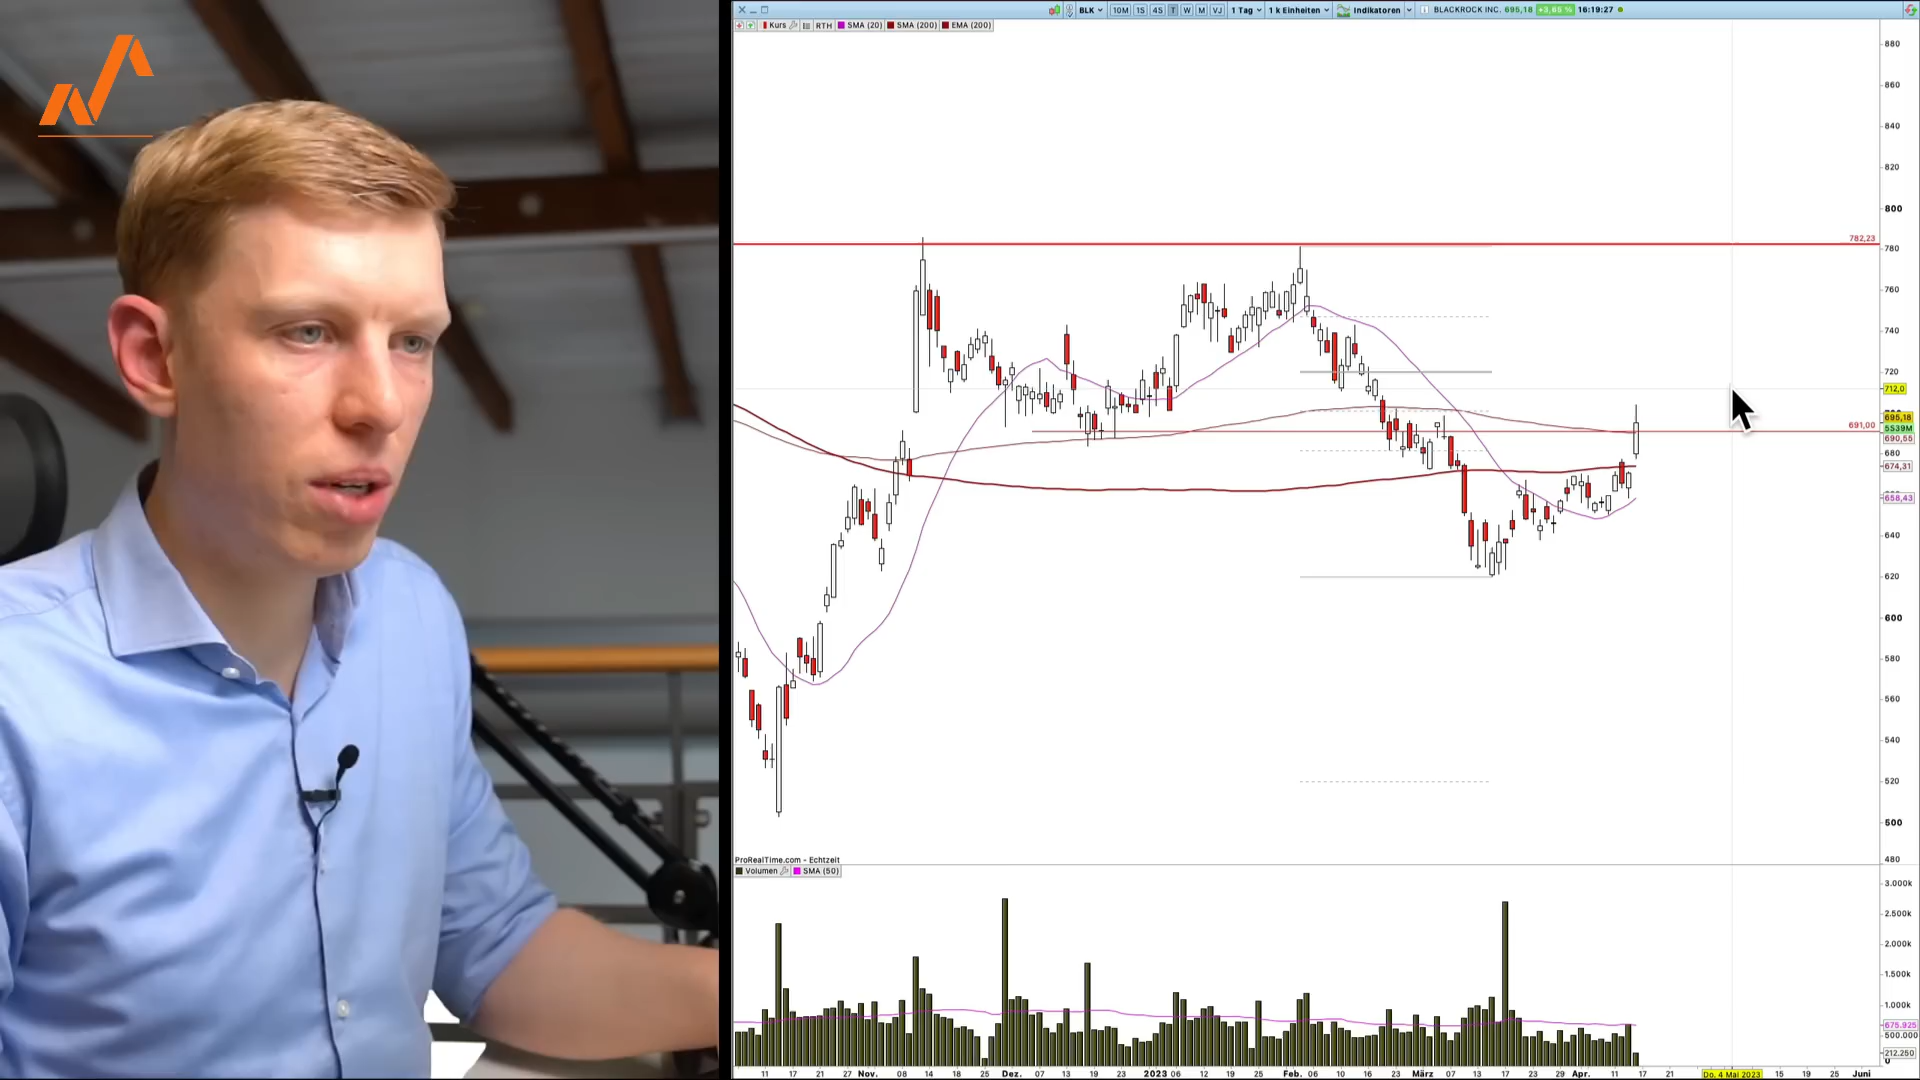 BLK
10M 1S 4S T W M VJ
1 Tag
1 k Einheiten
Indikatoren
BLACKROCK INC. 695,18 +3,65 % 16:19:27
Kurs RTH SMA (20) SMA (200) EMA (200)
880
860
840
820
800
782,23
780
760
740
720
712,0
695,18
691,00
5539M
690,55
680
674,31
658,43
640
620
600
580
560
540
520
500
480
ProRealTime.com - Echtzeit
Volumen SMA (50)
3.000k
2.500k
2.000k
1.500k
1.000k
675.925
500.000
212.250
0
11 17 21 27 Nov. 08 14 18 25 Dez. 07 13 19 23 2023 06 12 19 25 Feb. 06 10 16 23 März 07 13 17 23 29 Apr. 11 17 21 Do. 4 Mai 2023 15 19 25 Juni